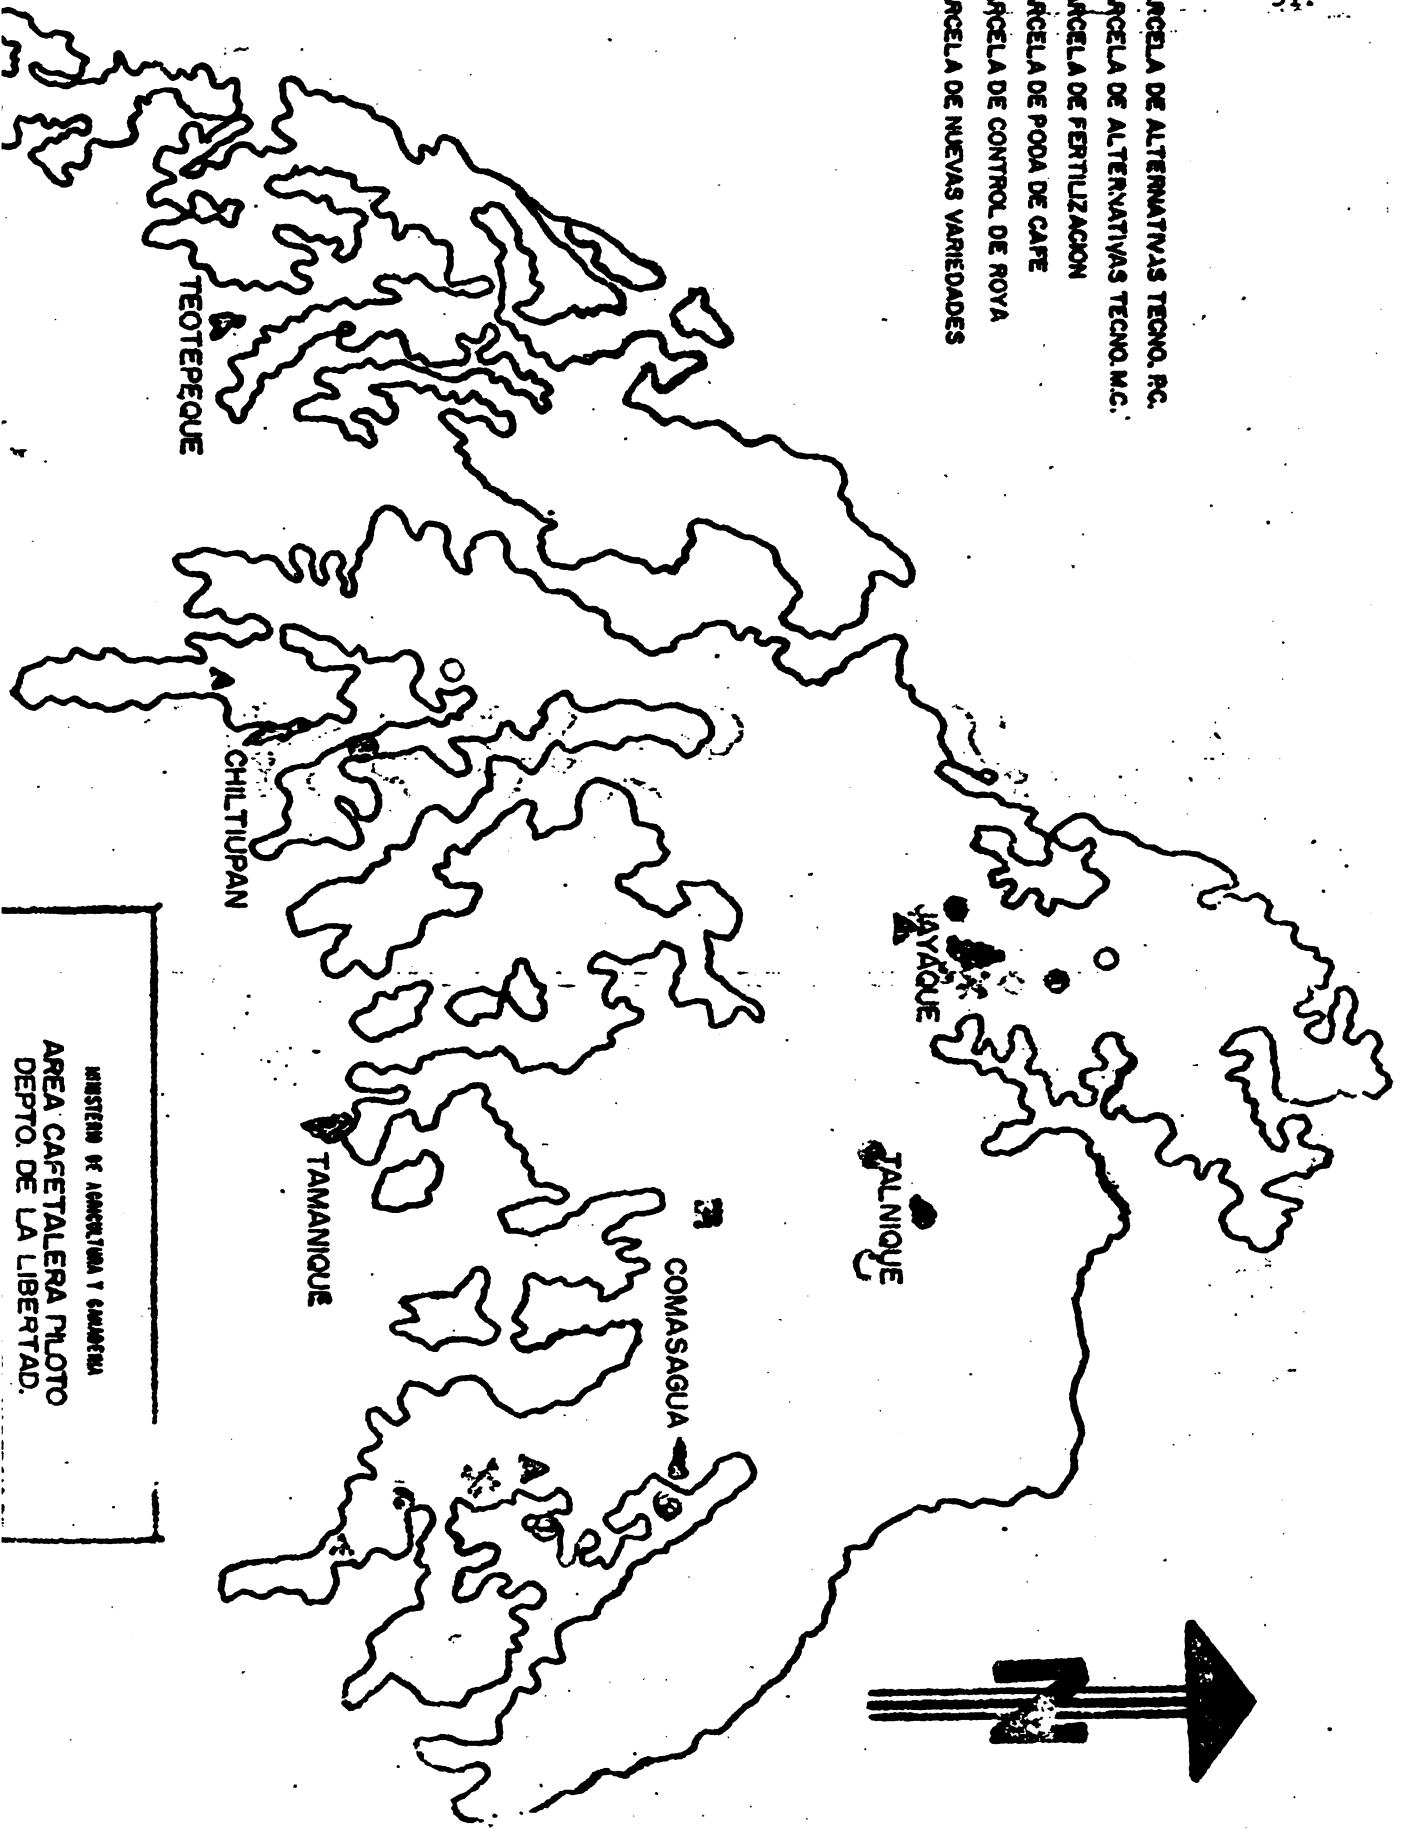 RCELA DE ALTERNATIVAS TECNO. P.C.
RCELA DE ALTERNATIVAS TECNO. M.C.
RCELA DE FERTILIZACION
RCELA DE PODA DE CAFE
RCELA DE CONTROL DE ROYA
RCELA DE NUEVAS VARIEDADES
JAYAQUE
TALNIQUE
COMASAGUA
TEOTEPEQUE
CHILTIUPAN
TAMANIQUE
N
MINISTERIO DE AGRICULTURA Y GANADERIA
AREA CAFETALERA PILOTO
DEPTO. DE LA LIBERTAD.